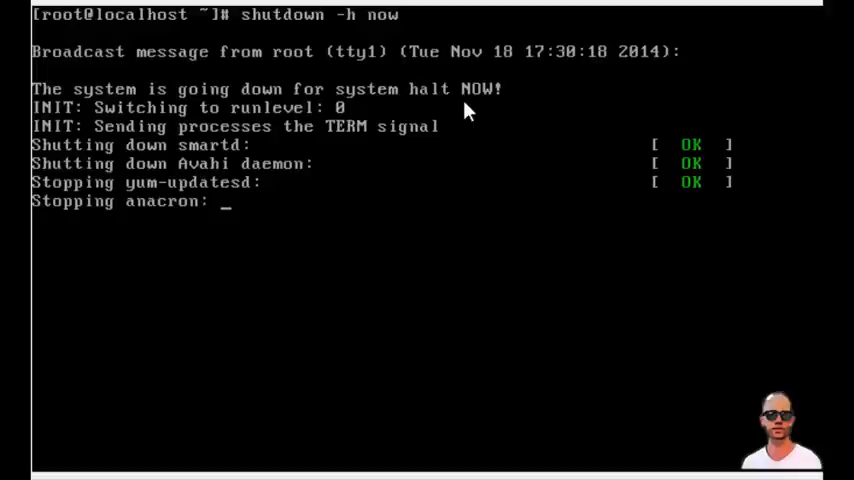 [root@localhost ~]# shutdown -h now
Broadcast message from root (tty1) (Tue Nov 18 17:30:18 2014):
The system is going down for system halt NOW!
INIT: Switching to runlevel: 0
INIT: Sending processes the TERM signal
Shutting down smartd: [ OK ]
Shutting down Avahi daemon: [ OK ]
Stopping yum-updatesd: [ OK ]
Stopping anacron: _